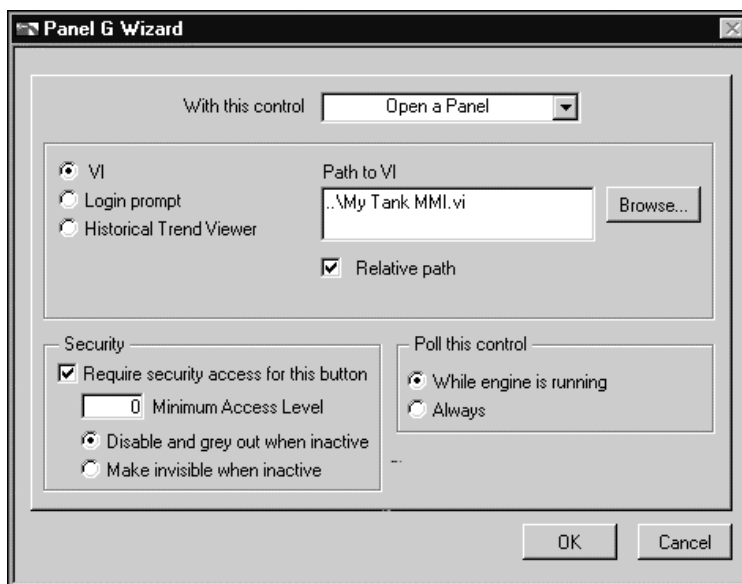 Panel G Wizard
With this control Open a Panel
VI
Login prompt
Historical Trend Viewer
Path to VI
..\My Tank MMI.vi
Browse...
Relative path
Security
Require security access for this button
0 Minimum Access Level
Disable and grey out when inactive
Make invisible when inactive
Poll this control
While engine is running
Always
OK
Cancel